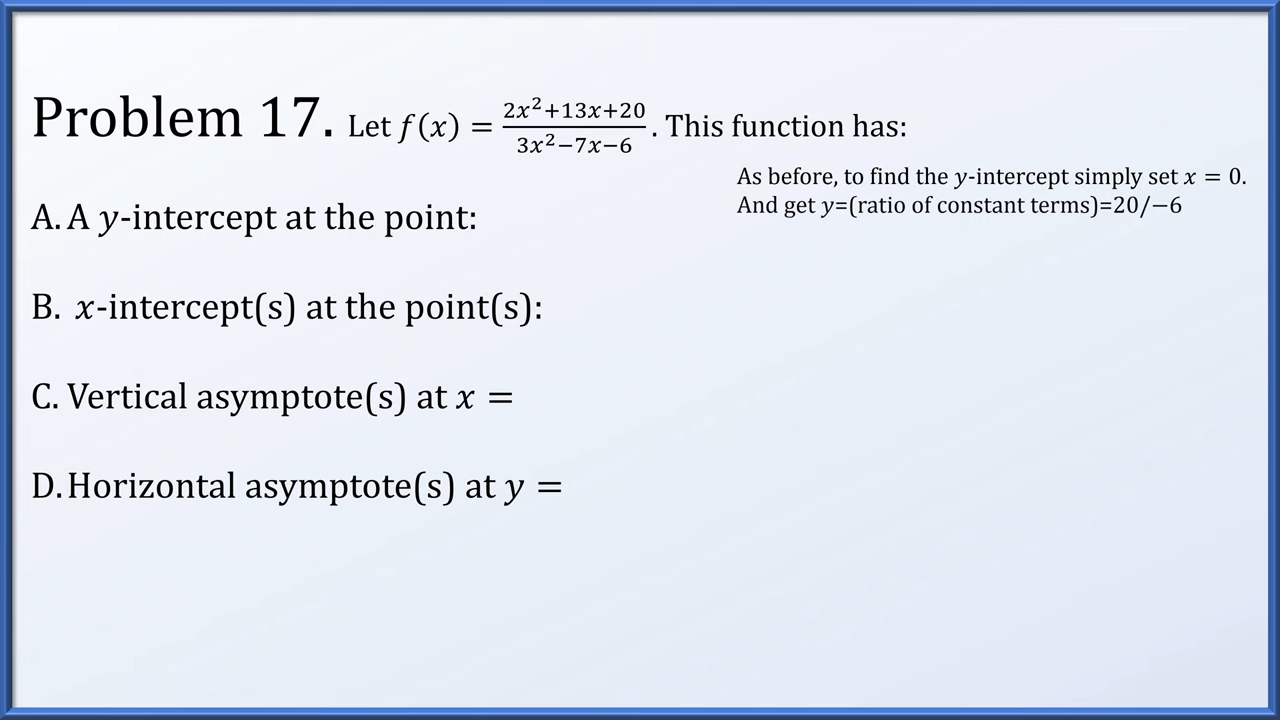 Problem 17. Let f(x) = (2x²+13x+20)/(3x²−7x−6). This function has:
As before, to find the y-intercept simply set x = 0.
And get y=(ratio of constant terms)=20/−6
A. A y-intercept at the point:
B. x-intercept(s) at the point(s):
C. Vertical asymptote(s) at x =
D. Horizontal asymptote(s) at y =